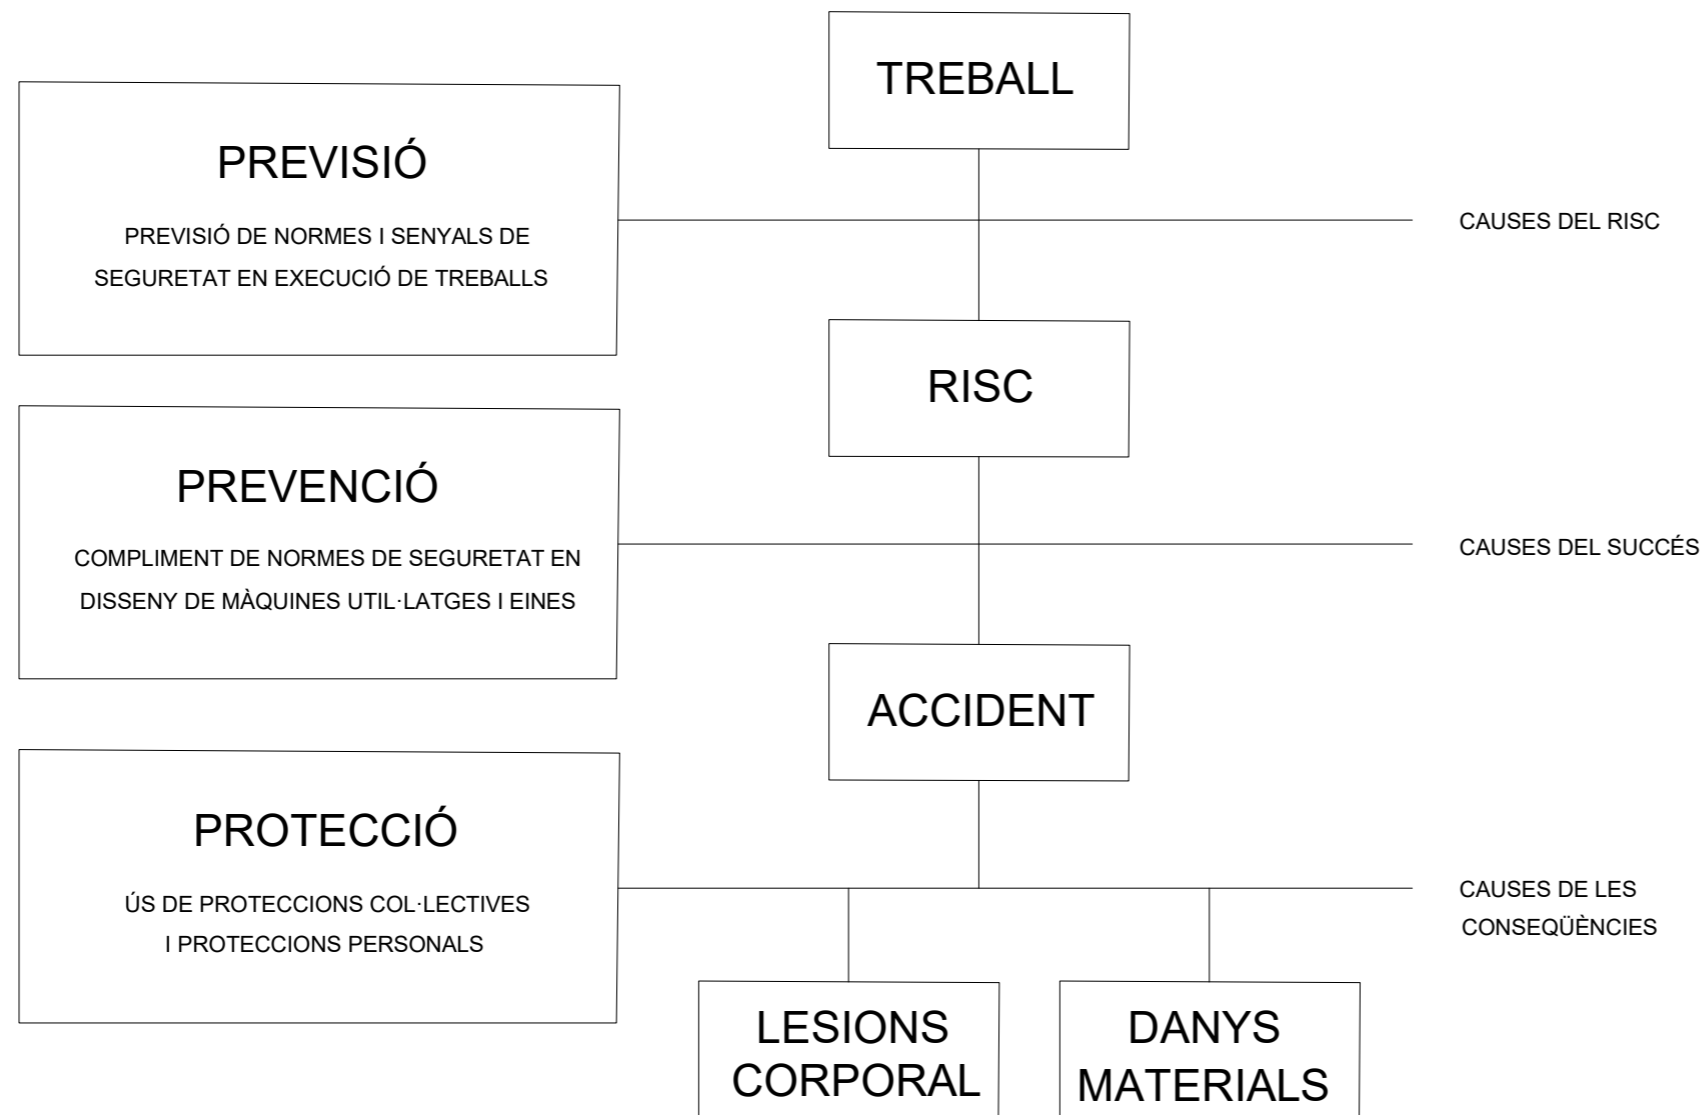 TREBALL
PREVISIÓ
PREVISIÓ DE NORMES I SENYALS DE
SEGURETAT EN EXECUCIÓ DE TREBALLS
CAUSES DEL RISC
RISC
PREVENCIÓ
COMPLIMENT DE NORMES DE SEGURETAT EN
DISSENY DE MÀQUINES UTIL·LATGES I EINES
CAUSES DEL SUCCÉS
ACCIDENT
PROTECCIÓ
ÚS DE PROTECCIONS COL·LECTIVES
I PROTECCIONS PERSONALS
CAUSES DE LES
CONSEQÜÈNCIES
LESIONS
CORPORAL
DANYS
MATERIALS